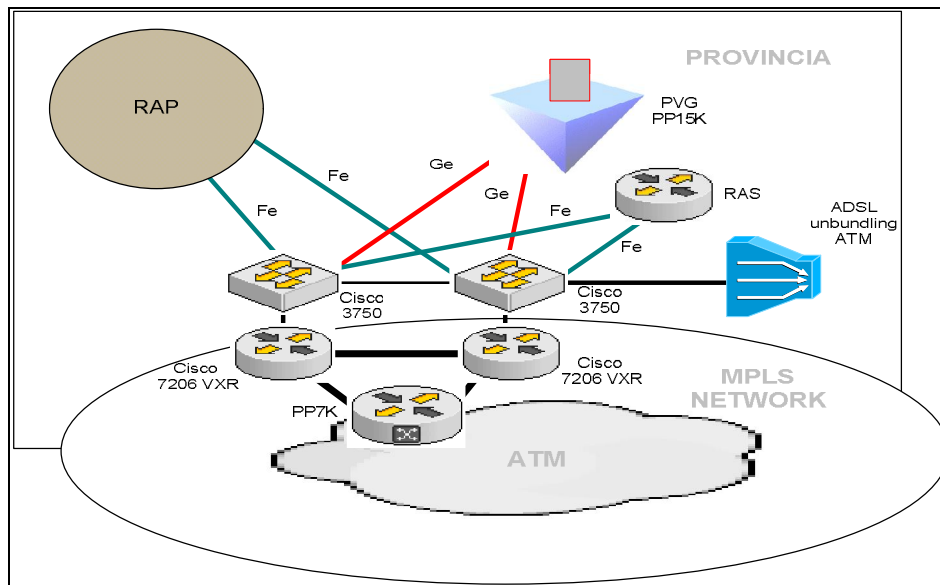 PROVINCIA
RAP
PVG
PP15K
Ge
Fe
Ge
RAS
Fe
Fe
Fe
ADSL
unbundling
ATM
Cisco
3750
Cisco
3750
Cisco
7206 VXR
Cisco
7206 VXR
MPLS
NETWORK
PP7K
ATM